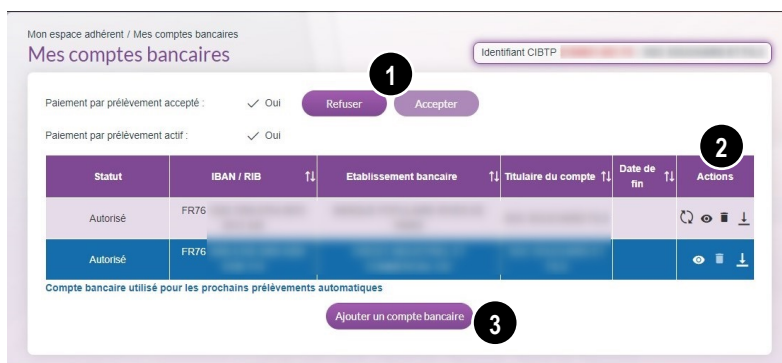 Mon espace adhérent / Mes comptes bancaires
Mes comptes bancaires
Identifiant CIBTP
1
Paiement par prélèvement accepté : Oui Refuser Accepter
Paiement par prélèvement actif : Oui
2
Statut IBAN / RIB Etablissement bancaire Titulaire du compte Date de fin Actions
Autorisé FR76
Autorisé FR76
Compte bancaire utilisé pour les prochains prélèvements automatiques
Ajouter un compte bancaire
3